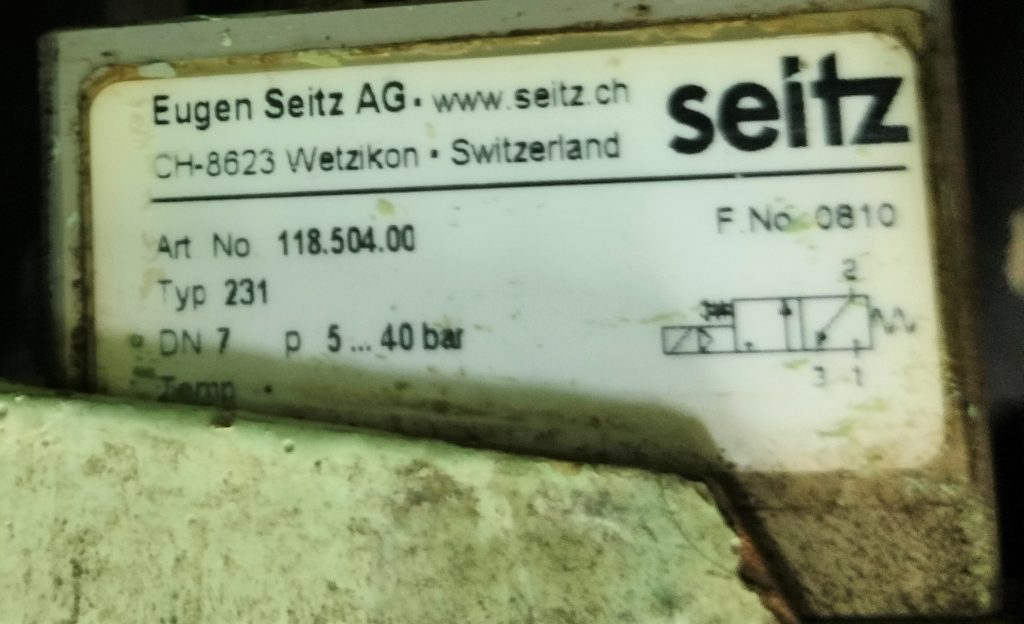 Eugen Seitz AG · www.seitz.ch
seitz
CH-8623 Wetzikon · Switzerland
F.No 0810
Art No 118.504.00
Typ 231
DN 7 p 5 ... 40 bar
Temp
2
3 1